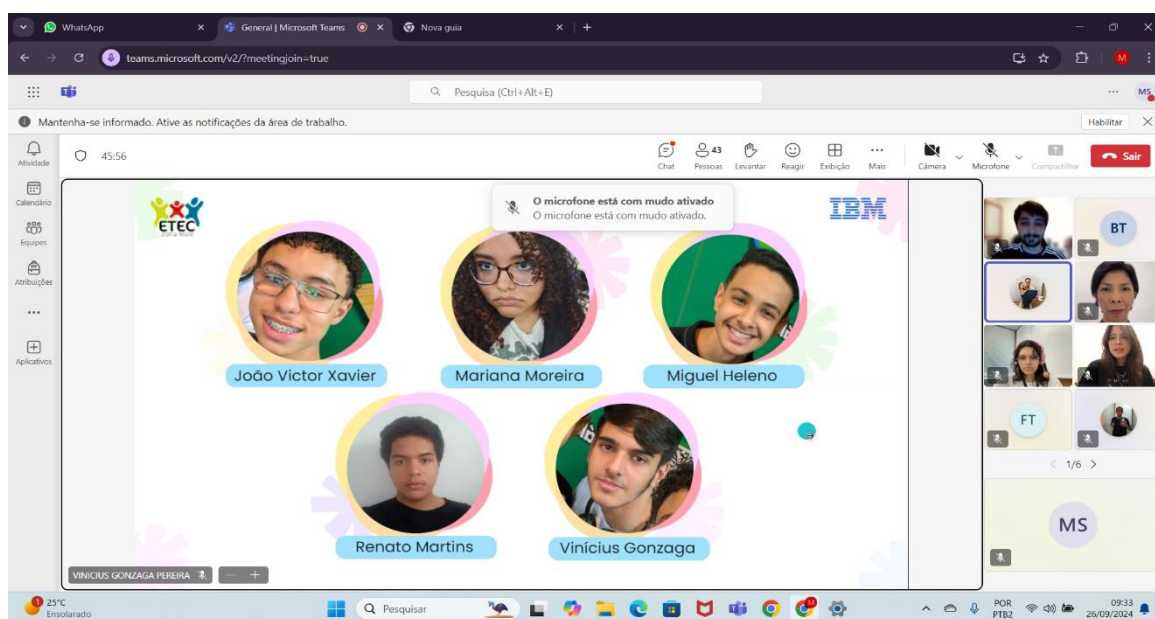 WhatsApp
General | Microsoft Teams
Nova guia
teams.microsoft.com/v2/?meetingjoin=true
M
Pesquisa (Ctrl+Alt+E)
MS
Mantenha-se informado. Ative as notificações da área de trabalho.
Habilitar
Atividade
Calendário
Equipes
Atribuições
Aplicativos
45:56
Chat
43
Pessoas
Levantar
Reagir
Exibição
Mais
Câmera
Microfone
Compartilhar
Sair
O microfone está com mudo ativado
O microfone está com mudo ativado.
ETEC
IBM
João Victor Xavier
Mariana Moreira
Miguel Heleno
Renato Martins
Vinícius Gonzaga
VINICIUS GONZAGA PEREIRA
BT
FT
1/6
MS
1
25°C
Ensolarado
Pesquisar
POR
PTB2
09:33
26/09/2024